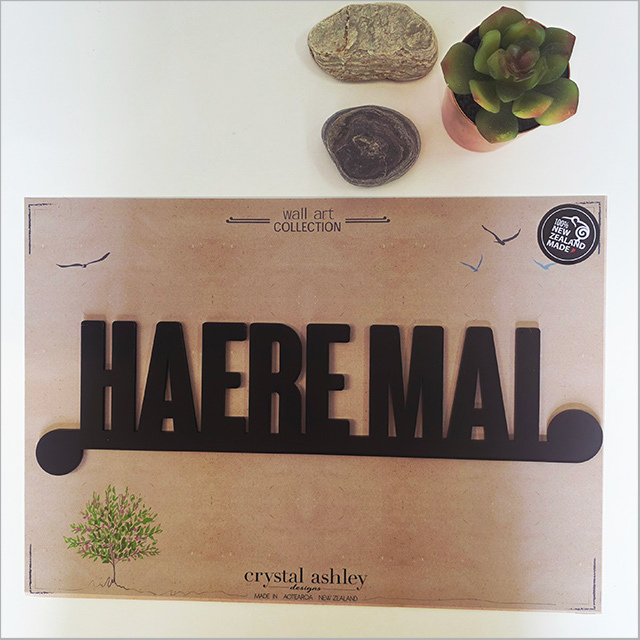 wall art
COLLECTION
100%
NEW
ZEALAND
MADE
HAERE MAI
crystal ashley
designs
MADE IN AOTEAROA NEW ZEALAND